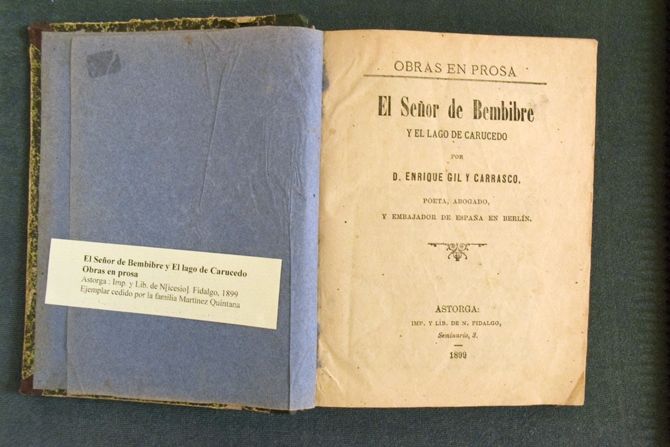 El Señor de Bembibre y El lago de Carucedo
Obras en prosa
Astorga : Imp. y Lib. de N[icesio]. Fidalgo, 1899
Ejemplar cedido por la familia Martínez Quintana
OBRAS EN PROSA
El Señor de Bembibre
Y EL LAGO DE CARUCEDO
POR
D. ENRIQUE GIL Y CARRASCO,
POETA, ABOGADO,
Y EMBAJADOR DE ESPAÑA EN BERLÍN.
ASTORGA:
IMP. Y LIB. DE N. FIDALGO,
Seminario, 3.
1899